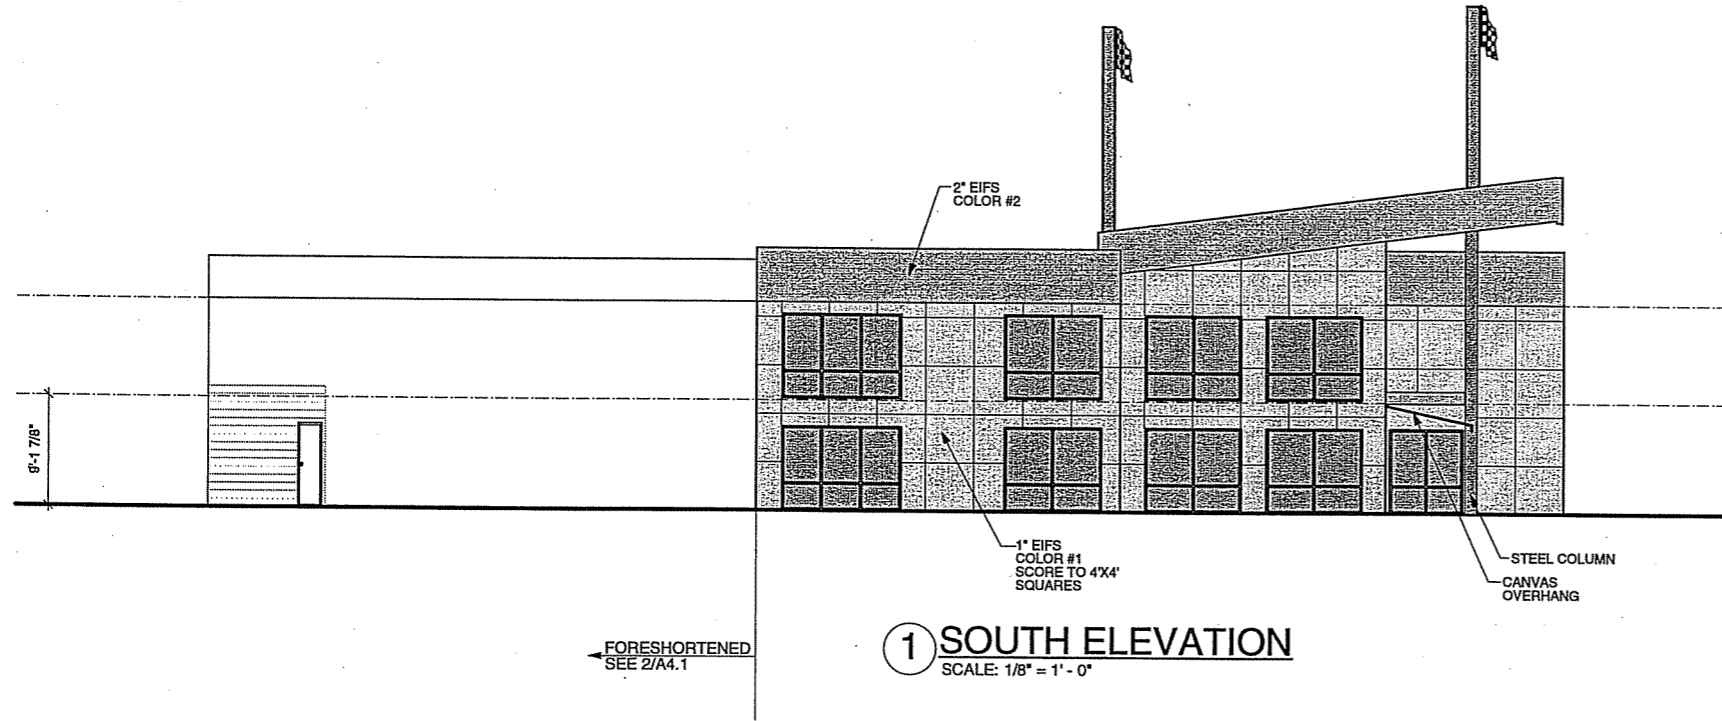 2" EIFS
COLOR #2
9'-1 7/8"
1" EIFS
COLOR #1
SCORE TO 4'X4'
SQUARES
STEEL COLUMN
CANVAS
OVERHANG
FORESHORTENED
SEE 2/A4.1
1 SOUTH ELEVATION
SCALE: 1/8" = 1' - 0"